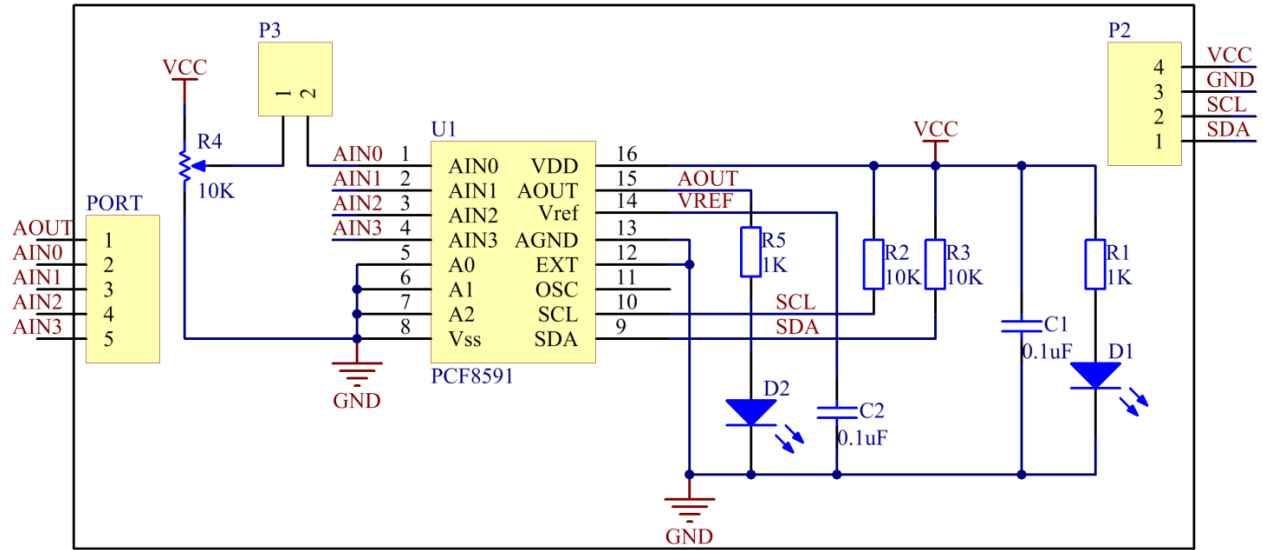 P3
P2
VCC
1
2
4
3
2
1
VCC
GND
SCL
SDA
R4
10K
U1
AIN0
AIN1
AIN2
AIN3
1
2
3
4
5
6
7
8
AIN0
AIN1
AIN2
AIN3
A0
A1
A2
Vss
VDD
AOUT
Vref
AGND
EXT
OSC
SCL
SDA
16
15
14
13
12
11
10
9
PCF8591
AOUT
VREF
SCL
SDA
VCC
R5
1K
R2
10K
R3
10K
R1
1K
C1
0.1uF
D1
D2
C2
0.1uF
PORT
AOUT
AIN0
AIN1
AIN2
AIN3
1
2
3
4
5
GND
GND